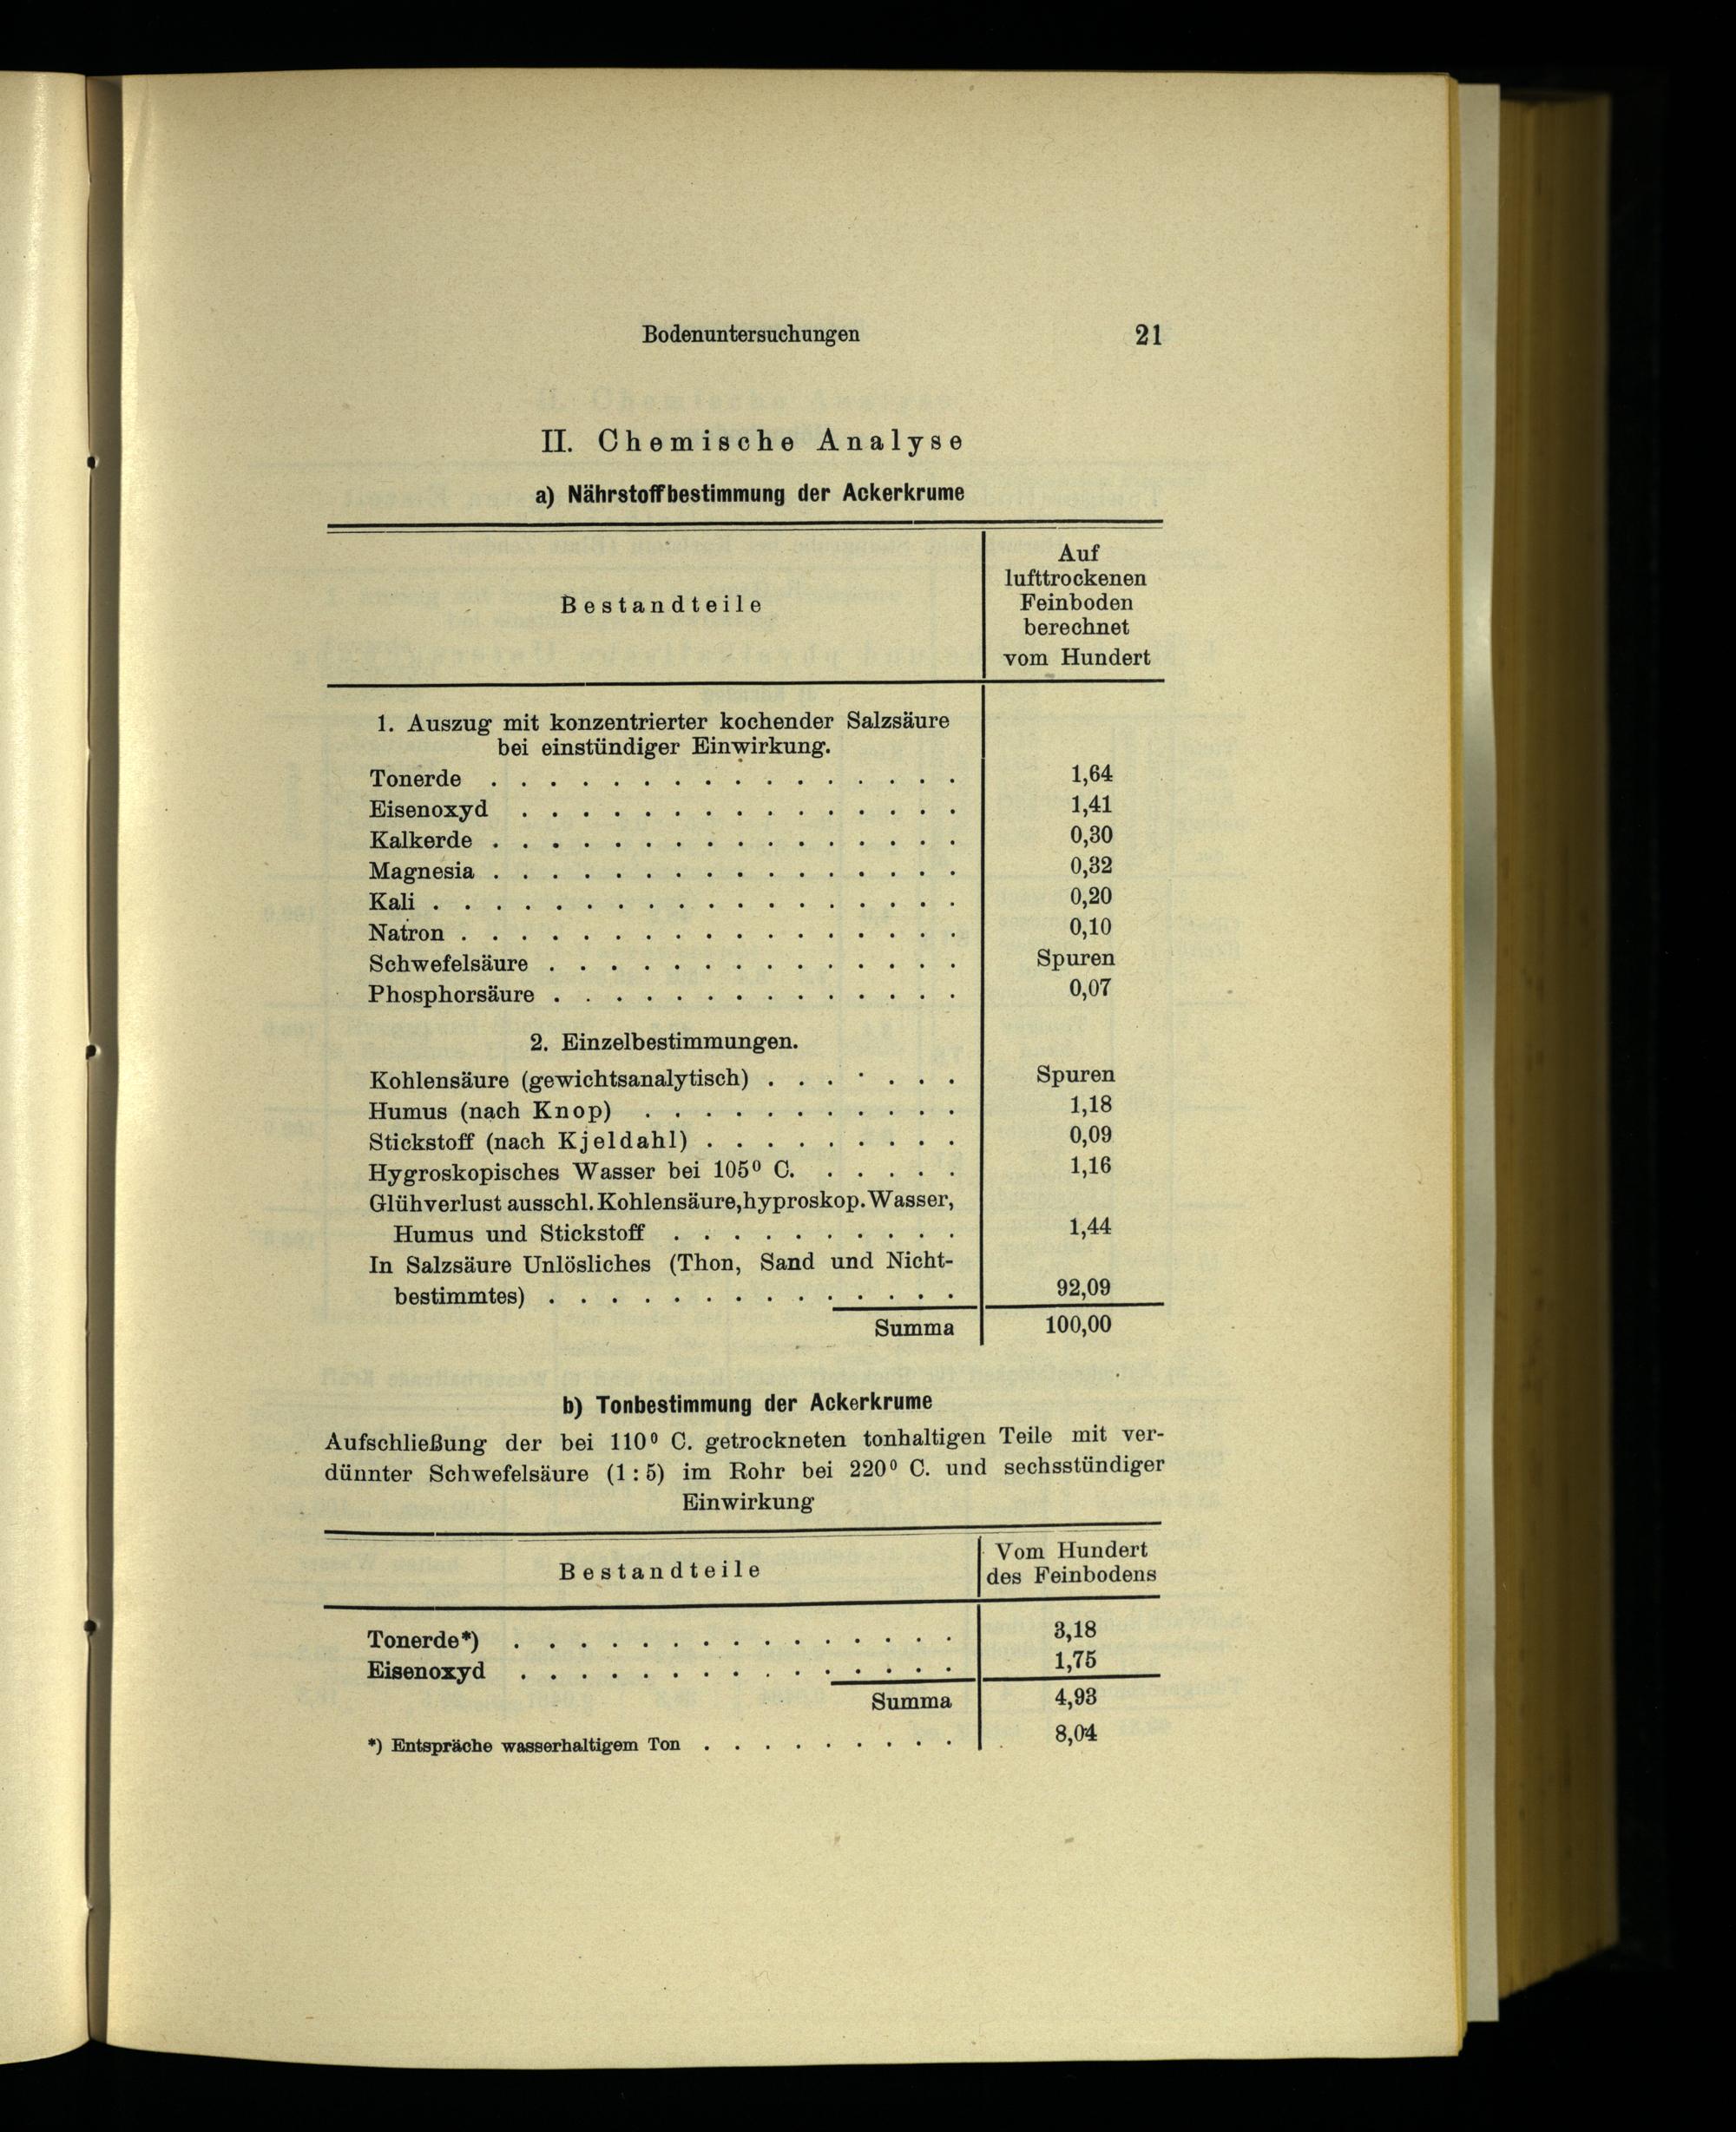 Bodenuntersuchungen 21
II. Chemische Analyse
a) Nährstoffbestimmung der Ackerkrume
Bestandteile
Auf
lufttrockenen
Feinboden
berechnet
vom Hundert
1. Auszug mit konzentrierter kochender Salzsäure
bei einstündiger Einwirkung.
Tonerde . . . . . . . . . . . . . . . . 1,64
Eisenoxyd . . . . . . . . . . . . . . . 1,41
Kalkerde . . . . . . . . . . . . . . . . 0,30
Magnesia . . . . . . . . . . . . . . . . 0,32
Kali . . . . . . . . . . . . . . . . . . 0,20
Natron . . . . . . . . . . . . . . . . . 0,10
Schwefelsäure . . . . . . . . . . . . . . Spuren
Phosphorsäure . . . . . . . . . . . . . . 0,07
2. Einzelbestimmungen.
Kohlensäure (gewichtsanalytisch) . . . . . . . Spuren
Humus (nach Knop) . . . . . . . . . . . 1,18
Stickstoff (nach Kjeldahl) . . . . . . . . . 0,09
Hygroskopisches Wasser bei 105⁰ C. . . . . . 1,16
Glühverlust ausschl. Kohlensäure, hyproskop. Wasser,
Humus und Stickstoff . . . . . . . . . . 1,44
In Salzsäure Unlösliches (Thon, Sand und Nicht-
bestimmtes) . . . . . . . . . . . . . . 92,09
Summa 100,00
b) Tonbestimmung der Ackerkrume
Aufschließung der bei 110⁰ C. getrockneten tonhaltigen Teile mit ver-
dünnter Schwefelsäure (1 : 5) im Rohr bei 220⁰ C. und sechsstündiger
Einwirkung
Bestandteile
Vom Hundert
des Feinbodens
Tonerde*) . . . . . . . . . . . . . . . 3,18
Eisenoxyd . . . . . . . . . . . . . . . 1,75
Summa 4,93
*) Entspräche wasserhaltigem Ton . . . . . . . . . 8,04